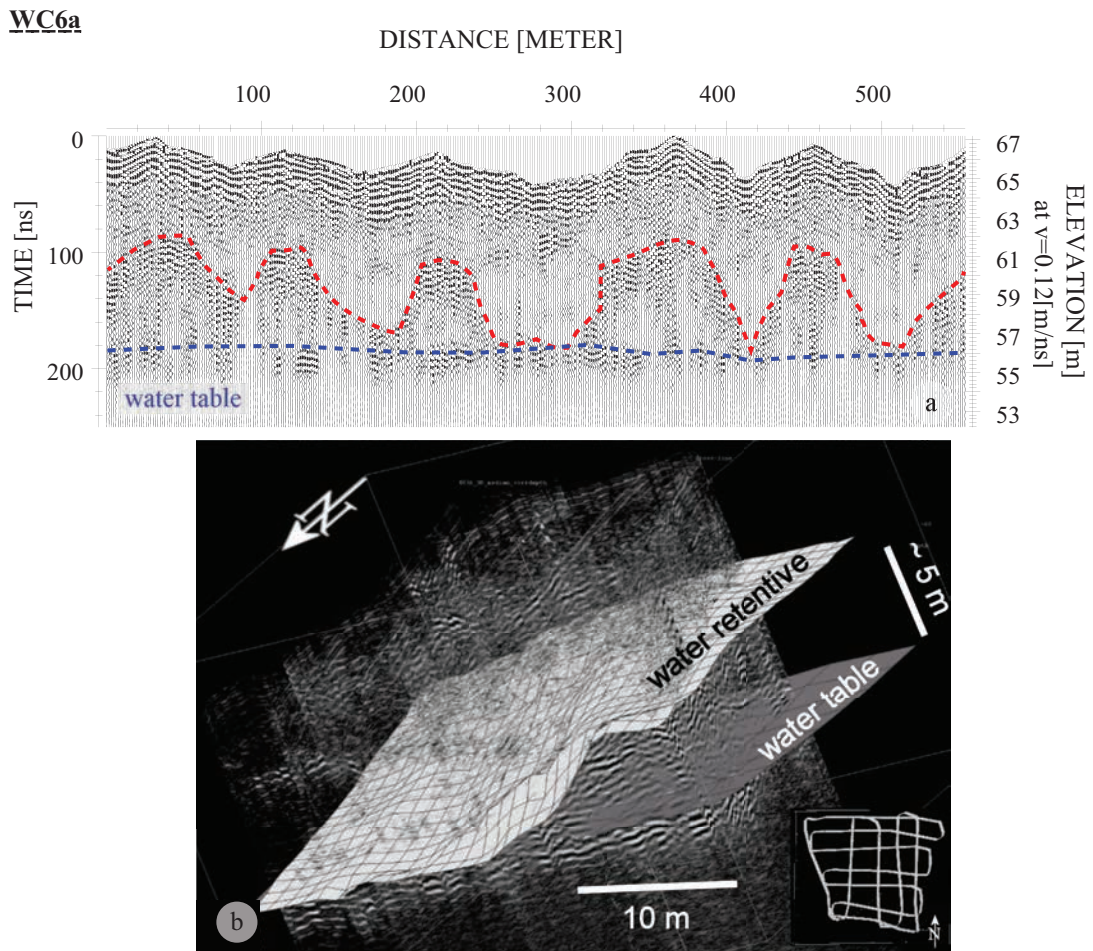 WC6a
DISTANCE [METER]
100 200 300 400 500
TIME [ns]
0
100
200
67
65
63
61
59
57
55
53
ELEVATION [m]
at v=0.12[m/ns]
water table
a
N
water retentive
water table
~ 5 m
10 m
b
N